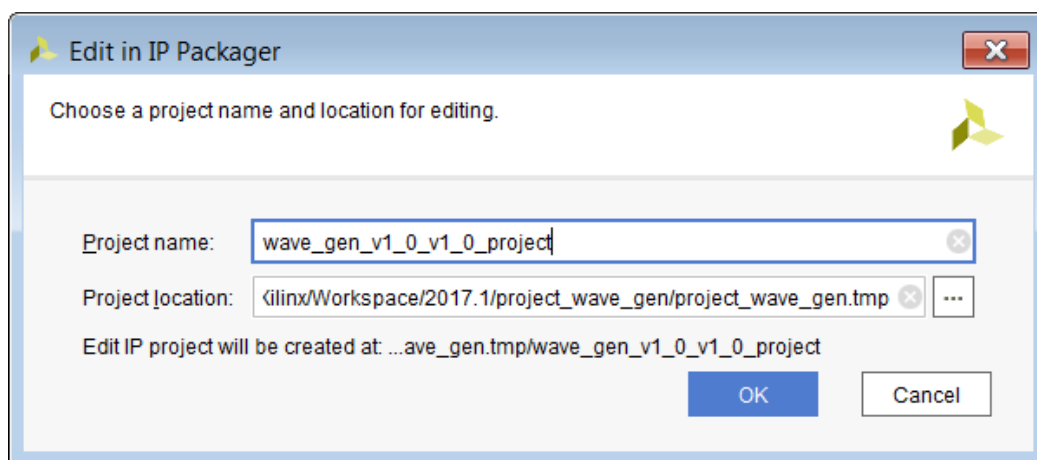 Edit in IP Packager
Choose a project name and location for editing.
Project name: wave_gen_v1_0_v1_0_project
Project location: Xilinx/Workspace/2017.1/project_wave_gen/project_wave_gen.tmp ...
Edit IP project will be created at: ...ave_gen.tmp/wave_gen_v1_0_v1_0_project
OK Cancel